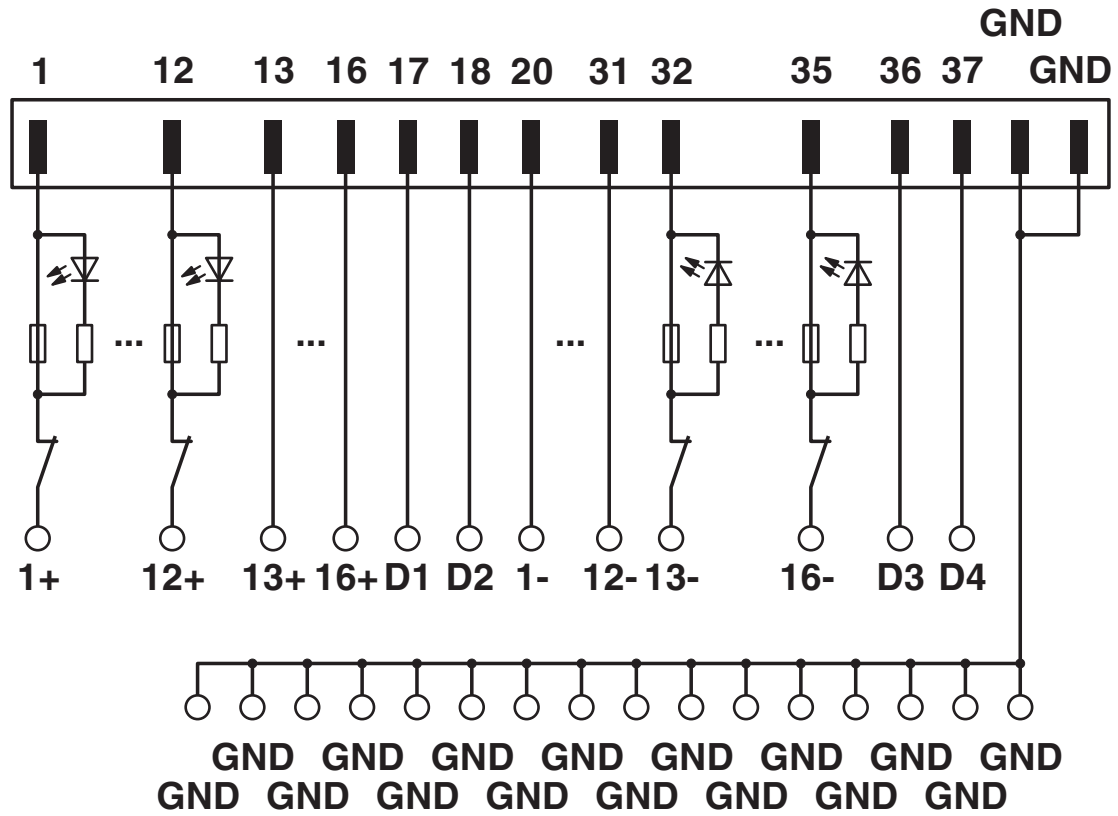 GND
1 12 13 16 17 18 20 31 32 35 36 37 GND
... ... ... ...
1+ 12+ 13+ 16+ D1 D2 1- 12- 13- 16- D3 D4
GND GND GND GND GND GND GND GND
GND GND GND GND GND GND GND GND